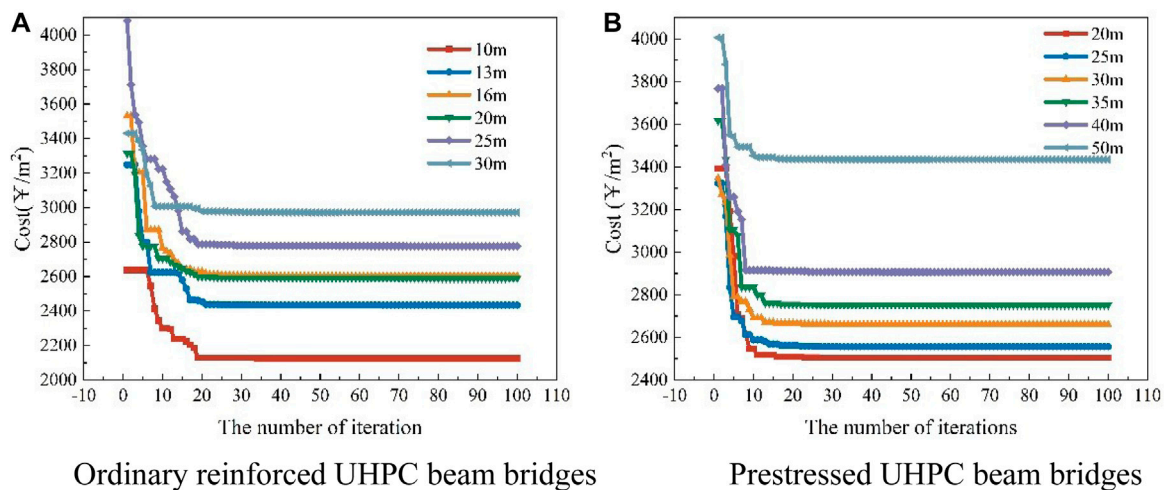 A
4000
3800
3600
3400
3200
3000
2800
2600
2400
2200
2000
Cost(¥/m²)
10m
13m
16m
20m
25m
30m
-10 0 10 20 30 40 50 60 70 80 90 100 110
The number of iteration
Ordinary reinforced UHPC beam bridges
B
4000
3800
3600
3400
3200
3000
2800
2600
2400
Cost (¥/m²)
20m
25m
30m
35m
40m
50m
-10 0 10 20 30 40 50 60 70 80 90 100 110
The number of iterations
Prestressed UHPC beam bridges